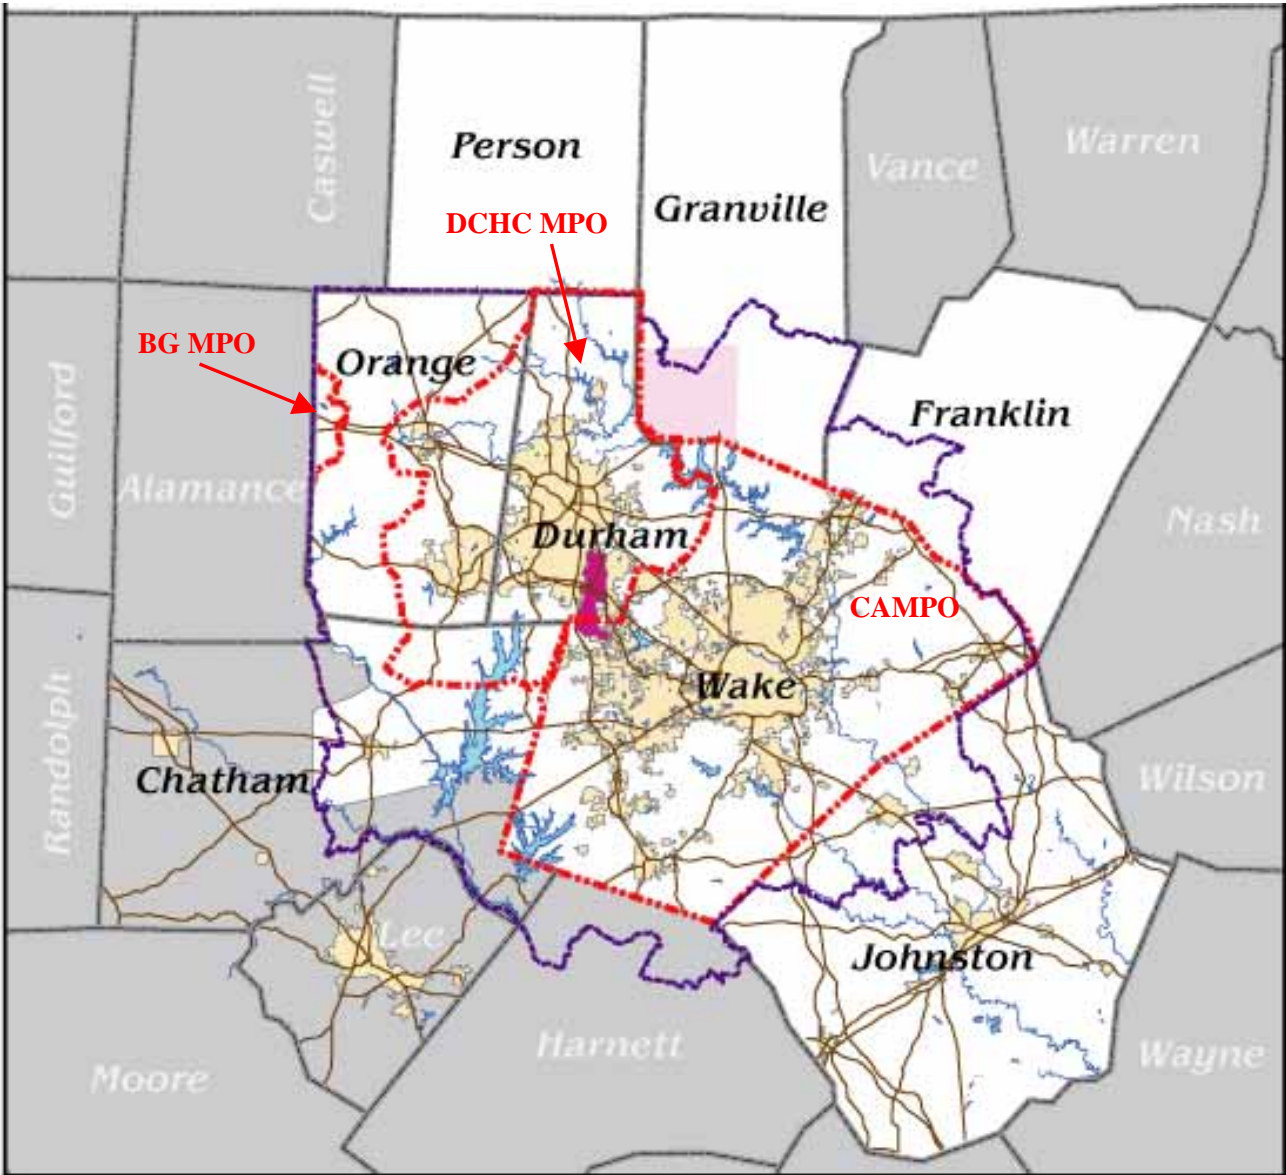 Caswell
Person
Granville
Vance
Warren
DCHC MPO
BG MPO
Orange
Franklin
Guilford
Alamance
Nash
Durham
CAMPO
Wake
Randolph
Chatham
Wilson
Lee
Johnston
Harnett
Moore
Wayne